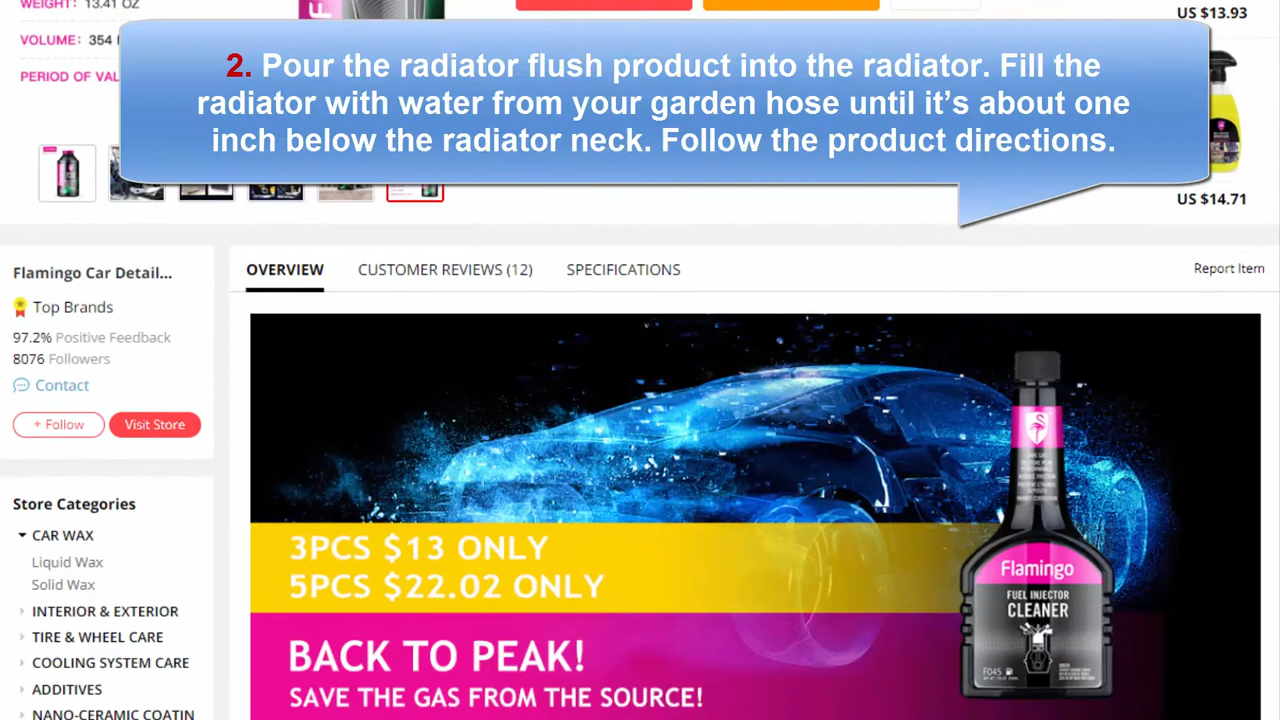 WEIGHT: 13.41 OZ
US $13.93
VOLUME: 354
PERIOD OF VAL
2. Pour the radiator flush product into the radiator. Fill the
radiator with water from your garden hose until it's about one
inch below the radiator neck. Follow the product directions.
US $14.71
Flamingo Car Detail...
Top Brands
97.2% Positive Feedback
8076 Followers
Contact
+ Follow
Visit Store
Store Categories
CAR WAX
Liquid Wax
Solid Wax
INTERIOR & EXTERIOR
TIRE & WHEEL CARE
COOLING SYSTEM CARE
ADDITIVES
NANO-CERAMIC COATIN
OVERVIEW
CUSTOMER REVIEWS (12)
SPECIFICATIONS
Report Item
3PCS $13 ONLY
5PCS $22.02 ONLY
BACK TO PEAK!
SAVE THE GAS FROM THE SOURCE!
Flamingo
FUEL INJECTOR
CLEANER
F045